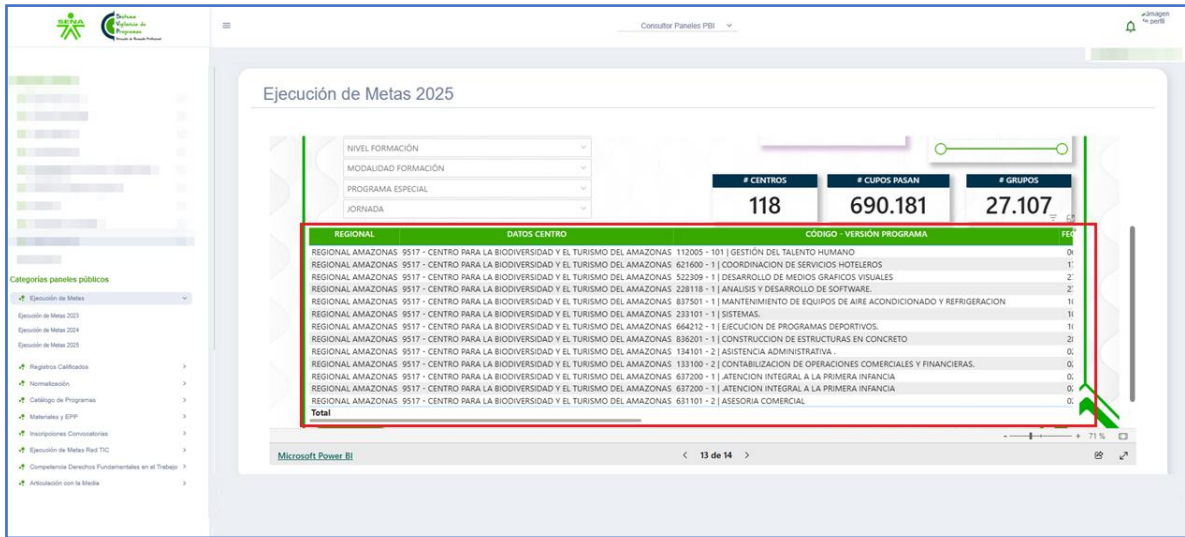 SENA
Sistema
Vigilancia de
Programas
Consultor Paneles PBI
Imagen
perfil
Ejecución de Metas 2025
NIVEL FORMACIÓN
MODALIDAD FORMACIÓN
PROGRAMA ESPECIAL
JORNADA
# CENTROS # CUPOS PASAN # GRUPOS
118 690.181 27.107
REGIONAL DATOS CENTRO CÓDIGO - VERSIÓN PROGRAMA
REGIONAL AMAZONAS 9517 - CENTRO PARA LA BIODIVERSIDAD Y EL TURISMO DEL AMAZONAS 112005 - 101 | GESTIÓN DEL TALENTO HUMANO
REGIONAL AMAZONAS 9517 - CENTRO PARA LA BIODIVERSIDAD Y EL TURISMO DEL AMAZONAS 621600 - 1 | COORDINACION DE SERVICIOS HOTELEROS
REGIONAL AMAZONAS 9517 - CENTRO PARA LA BIODIVERSIDAD Y EL TURISMO DEL AMAZONAS 522309 - 1 | DESARROLLO DE MEDIOS GRAFICOS VISUALES
REGIONAL AMAZONAS 9517 - CENTRO PARA LA BIODIVERSIDAD Y EL TURISMO DEL AMAZONAS 228118 - 1 | ANALISIS Y DESARROLLO DE SOFTWARE.
REGIONAL AMAZONAS 9517 - CENTRO PARA LA BIODIVERSIDAD Y EL TURISMO DEL AMAZONAS 837501 - 1 | MANTENIMIENTO DE EQUIPOS DE AIRE ACONDICIONADO Y REFRIGERACION
REGIONAL AMAZONAS 9517 - CENTRO PARA LA BIODIVERSIDAD Y EL TURISMO DEL AMAZONAS 233101 - 1 | SISTEMAS.
REGIONAL AMAZONAS 9517 - CENTRO PARA LA BIODIVERSIDAD Y EL TURISMO DEL AMAZONAS 664212 - 1 | EJECUCION DE PROGRAMAS DEPORTIVOS.
REGIONAL AMAZONAS 9517 - CENTRO PARA LA BIODIVERSIDAD Y EL TURISMO DEL AMAZONAS 836201 - 1 | CONSTRUCCION DE ESTRUCTURAS EN CONCRETO
REGIONAL AMAZONAS 9517 - CENTRO PARA LA BIODIVERSIDAD Y EL TURISMO DEL AMAZONAS 134101 - 2 | ASISTENCIA ADMINISTRATIVA .
REGIONAL AMAZONAS 9517 - CENTRO PARA LA BIODIVERSIDAD Y EL TURISMO DEL AMAZONAS 133100 - 2 | CONTABILIZACION DE OPERACIONES COMERCIALES Y FINANCIERAS.
REGIONAL AMAZONAS 9517 - CENTRO PARA LA BIODIVERSIDAD Y EL TURISMO DEL AMAZONAS 637200 - 1 | .ATENCION INTEGRAL A LA PRIMERA INFANCIA
REGIONAL AMAZONAS 9517 - CENTRO PARA LA BIODIVERSIDAD Y EL TURISMO DEL AMAZONAS 637200 - 1 | .ATENCION INTEGRAL A LA PRIMERA INFANCIA
REGIONAL AMAZONAS 9517 - CENTRO PARA LA BIODIVERSIDAD Y EL TURISMO DEL AMAZONAS 631101 - 2 | ASESORIA COMERCIAL
Total
71 %
Microsoft Power BI 13 de 14
Categorías paneles públicos
Ejecución de Metas
Ejecución de Metas 2023
Ejecución de Metas 2024
Ejecución de Metas 2025
Registros Calificados
Normalización
Catálogo de Programas
Materiales y EPP
Inscripciones Convocatorias
Ejecución de Metas Red TIC
Competencia Derechos Fundamentales en el Trabajo
Articulación con la Media